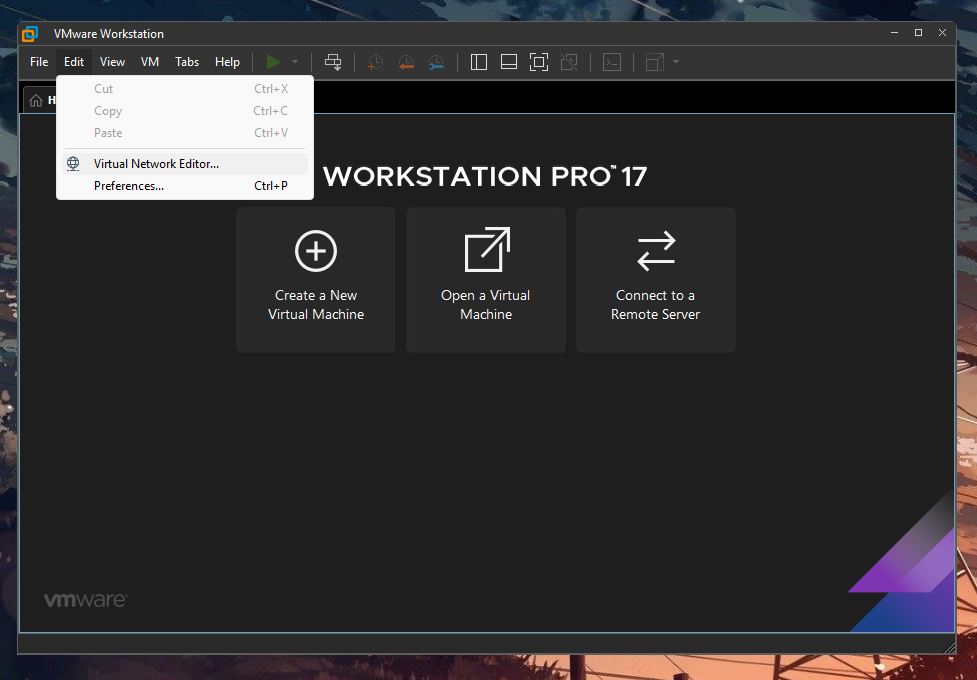 VMware Workstation
File Edit View VM Tabs Help
H
Cut Ctrl+X
Copy Ctrl+C
Paste Ctrl+V
Virtual Network Editor...
Preferences... Ctrl+P
WORKSTATION PRO™ 17
Create a New
Virtual Machine
Open a Virtual
Machine
Connect to a
Remote Server
vmware®